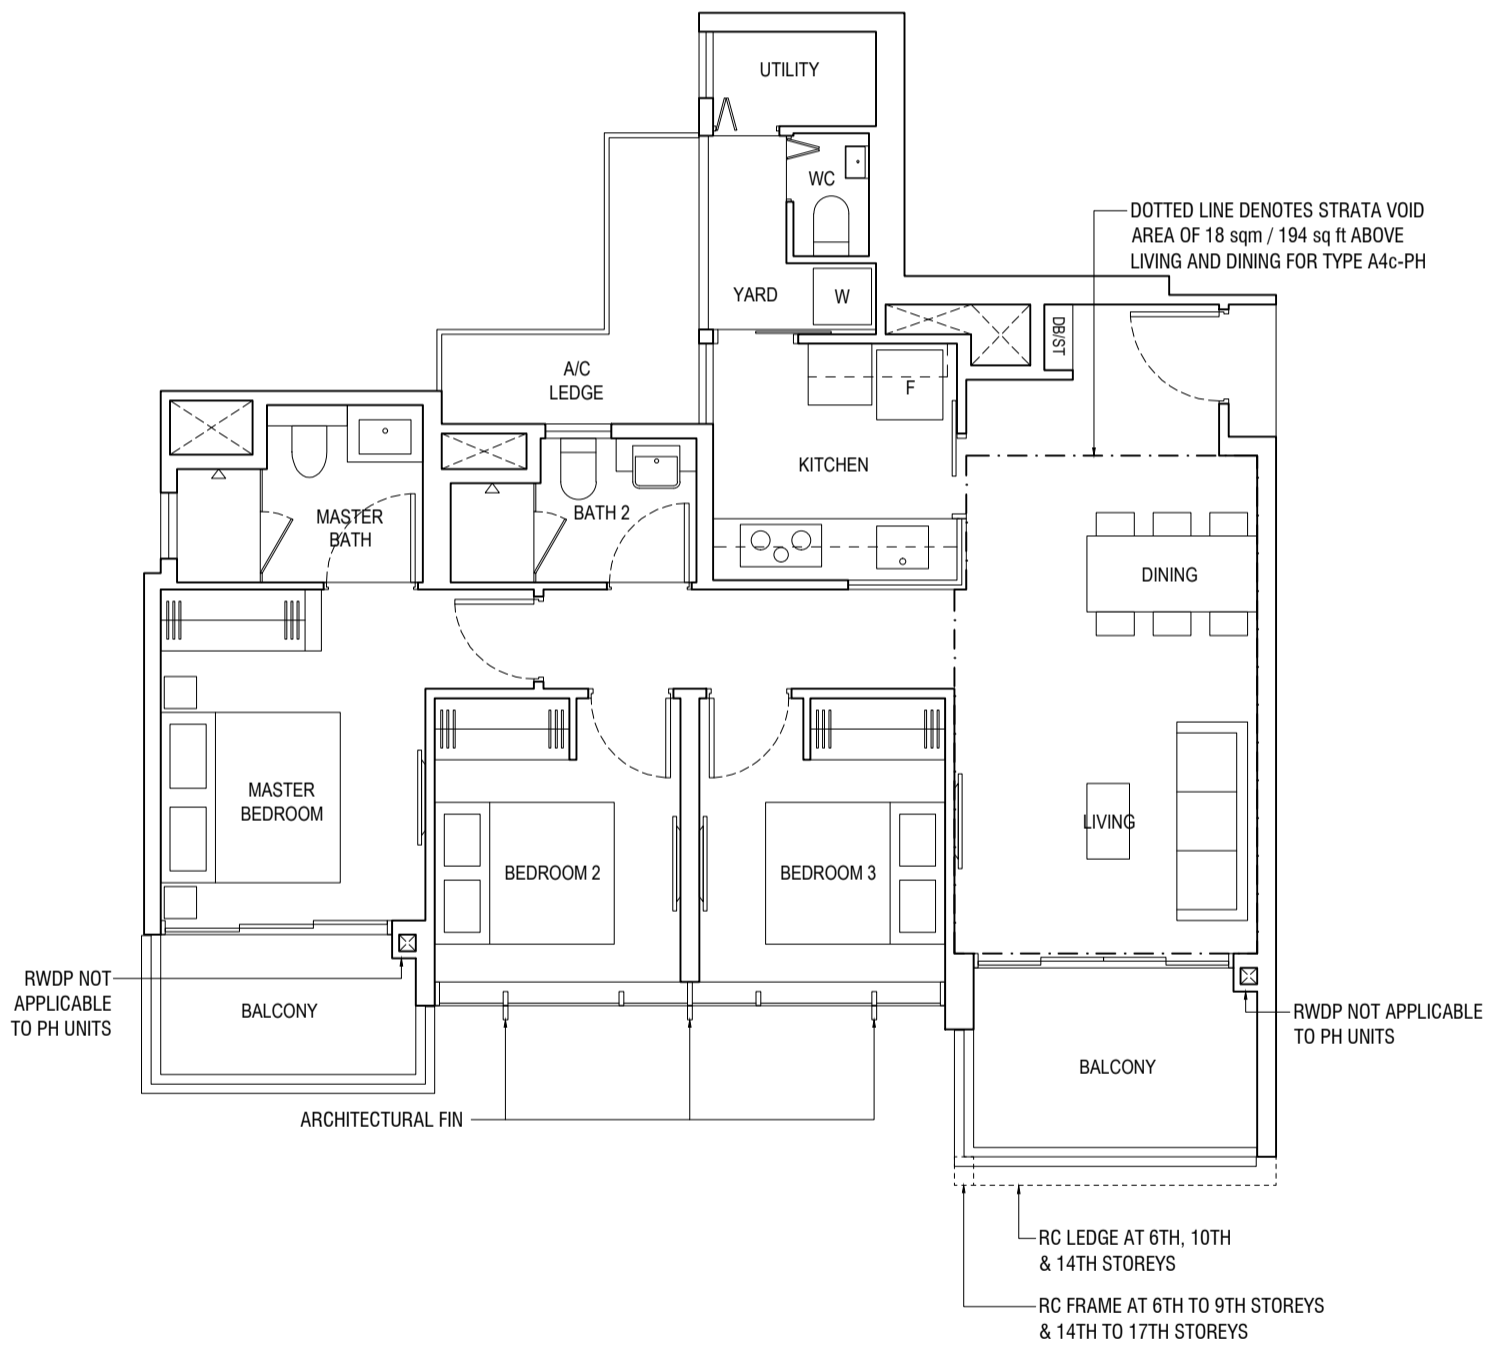 UTILITY
WC
DOTTED LINE DENOTES STRATA VOID
AREA OF 18 sqm / 194 sq ft ABOVE
LIVING AND DINING FOR TYPE A4c-PH
YARD
W
DB/ST
A/C
LEDGE
F
KITCHEN
MASTER
BATH
BATH 2
DINING
MASTER
BEDROOM
LIVING
BEDROOM 2
BEDROOM 3
RWDP NOT
APPLICABLE
TO PH UNITS
BALCONY
RWDP NOT APPLICABLE
TO PH UNITS
BALCONY
ARCHITECTURAL FIN
RC LEDGE AT 6TH, 10TH
& 14TH STOREYS
RC FRAME AT 6TH TO 9TH STOREYS
& 14TH TO 17TH STOREYS